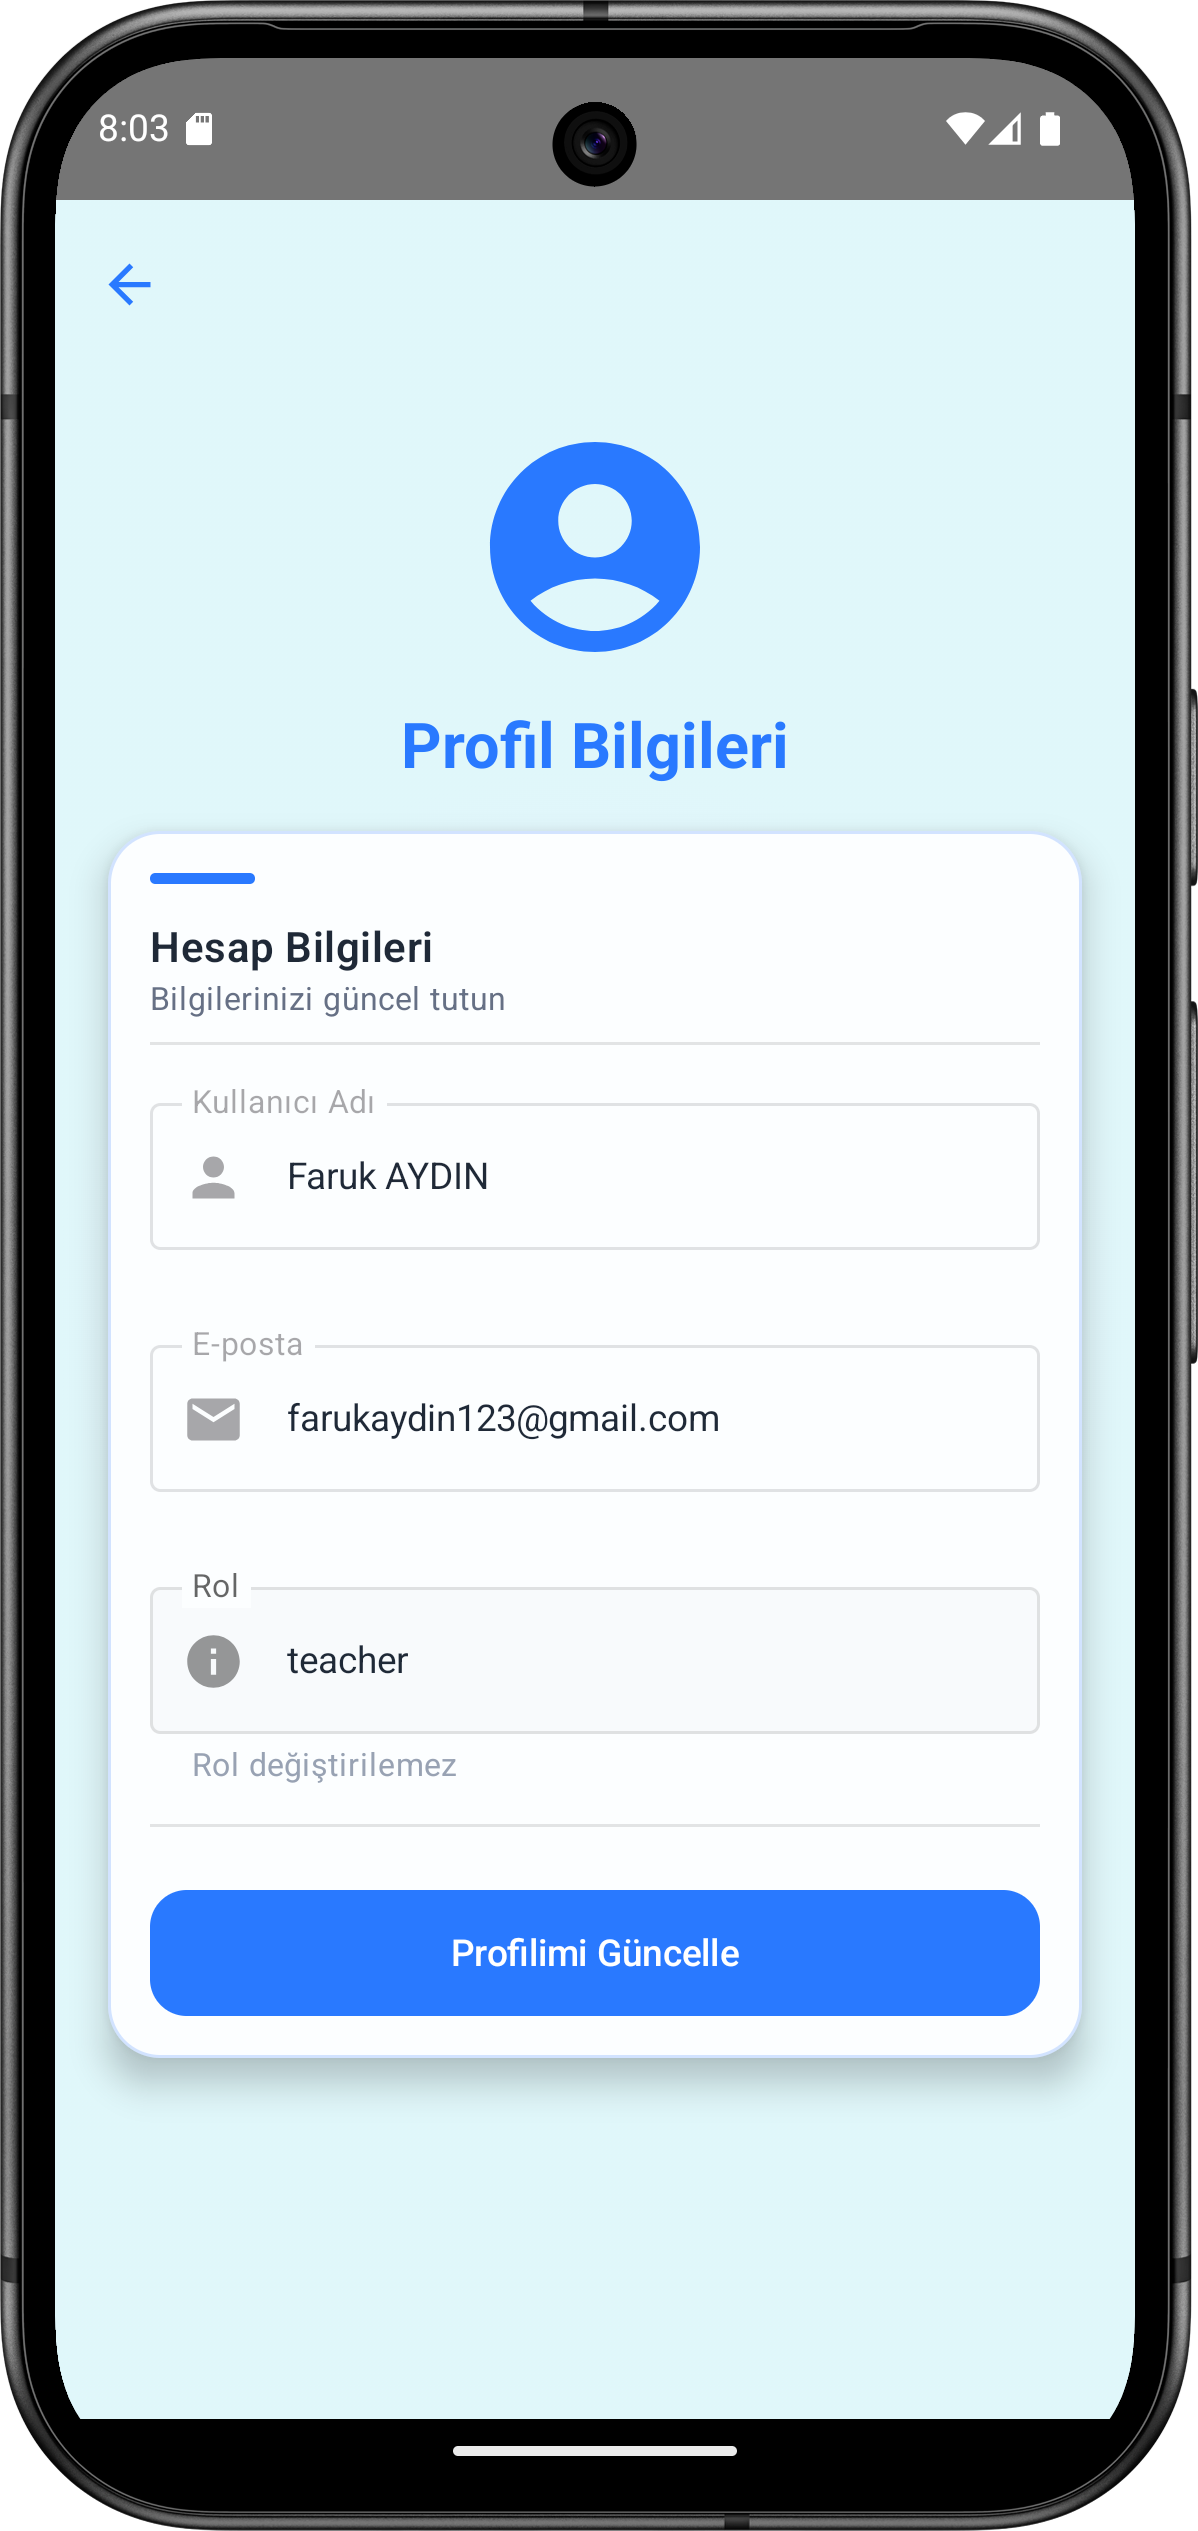 8:03
Profil Bilgileri
Hesap Bilgileri
Bilgilerinizi güncel tutun
Kullanıcı Adı
Faruk AYDIN
E-posta
farukaydin123@gmail.com
Rol
teacher
Rol değiştirilemez
Profilimi Güncelle